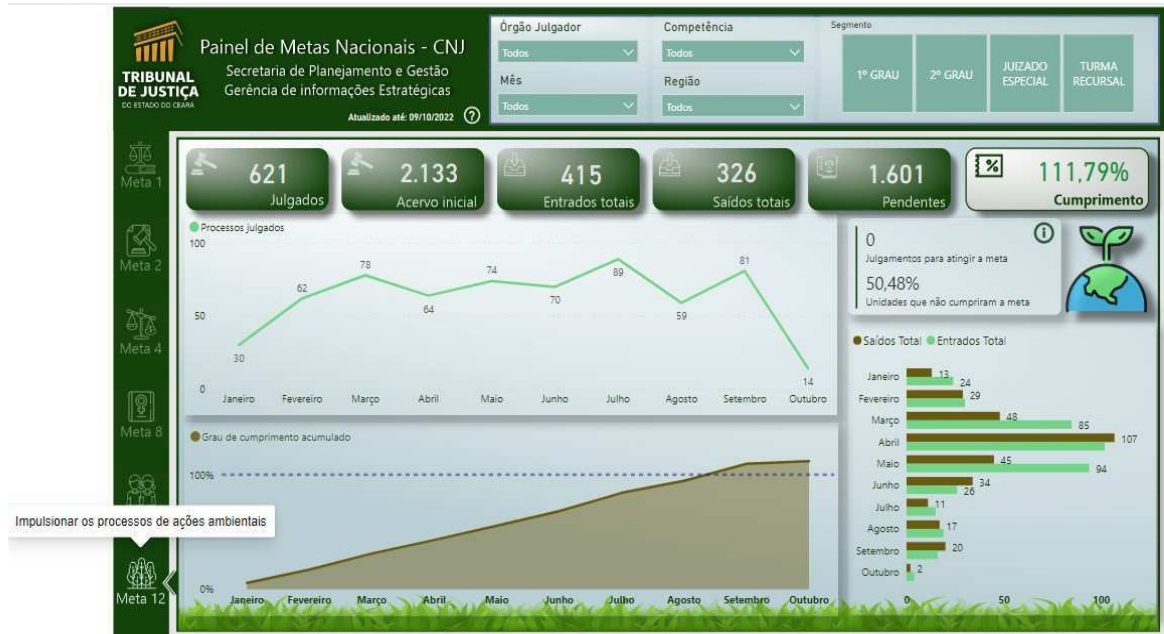 TRIBUNAL
DE JUSTIÇA
DO ESTADO DO CEARÁ
Painel de Metas Nacionais - CNJ
Secretaria de Planejamento e Gestão
Gerência de informações Estratégicas
Atualizado até: 09/10/2022 ?
Órgão Julgador
Todos
Competência
Todos
Mês
Todos
Região
Todos
Segmento
1º GRAU
2º GRAU
JUIZADO
ESPECIAL
TURMA
RECURSAL
Meta 1
Meta 2
Meta 4
Meta 8
Impulsionar os processos de ações ambientais
Meta 12
621
Julgados
2.133
Acervo inicial
415
Entrados totais
326
Saídos totais
1.601
Pendentes
%
111,79%
Cumprimento
Processos julgados
100
50
0
30
62
78
64
74
70
89
59
81
14
Janeiro Fevereiro Março Abril Maio Junho Julho Agosto Setembro Outubro
Grau de cumprimento acumulado
100%
0%
Janeiro Fevereiro Março Abril Maio Junho Julho Agosto Setembro Outubro
0
Julgamentos para atingir a meta
50,48%
Unidades que não cumpriram a meta
Saídos Total Entrados Total
Janeiro 13 24
Fevereiro 29
Março 48 85
Abril 107
Maio 45 94
Junho 34 26
Julho 11
Agosto 17
Setembro 20
Outubro 2
0 50 100